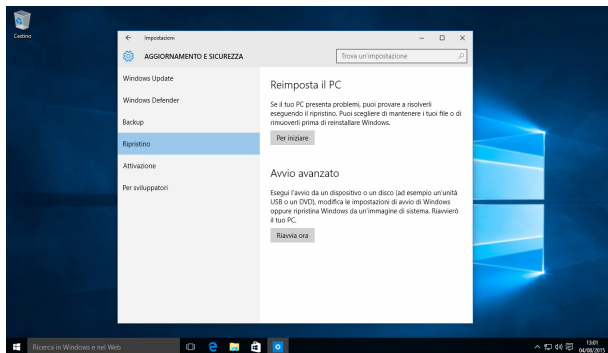 Cestino
Impostazioni
AGGIORNAMENTO E SICUREZZA
Trova un'impostazione
Windows Update
Windows Defender
Backup
Ripristino
Attivazione
Per sviluppatori
Reimposta il PC
Se il tuo PC presenta problemi, puoi provare a risolverli
eseguendo il ripristino. Puoi scegliere di mantenere i tuoi file o di
rimuoverli prima di reinstallare Windows.
Per iniziare
Avvio avanzato
Esegui l'avvio da un dispositivo o un disco (ad esempio un'unità
USB o un DVD), modifica le impostazioni di avvio di Windows
oppure ripristina Windows da un'immagine di sistema. Riavvierò
il tuo PC.
Riavvia ora
Ricerca in Windows e nel Web
13:01
04/08/2015